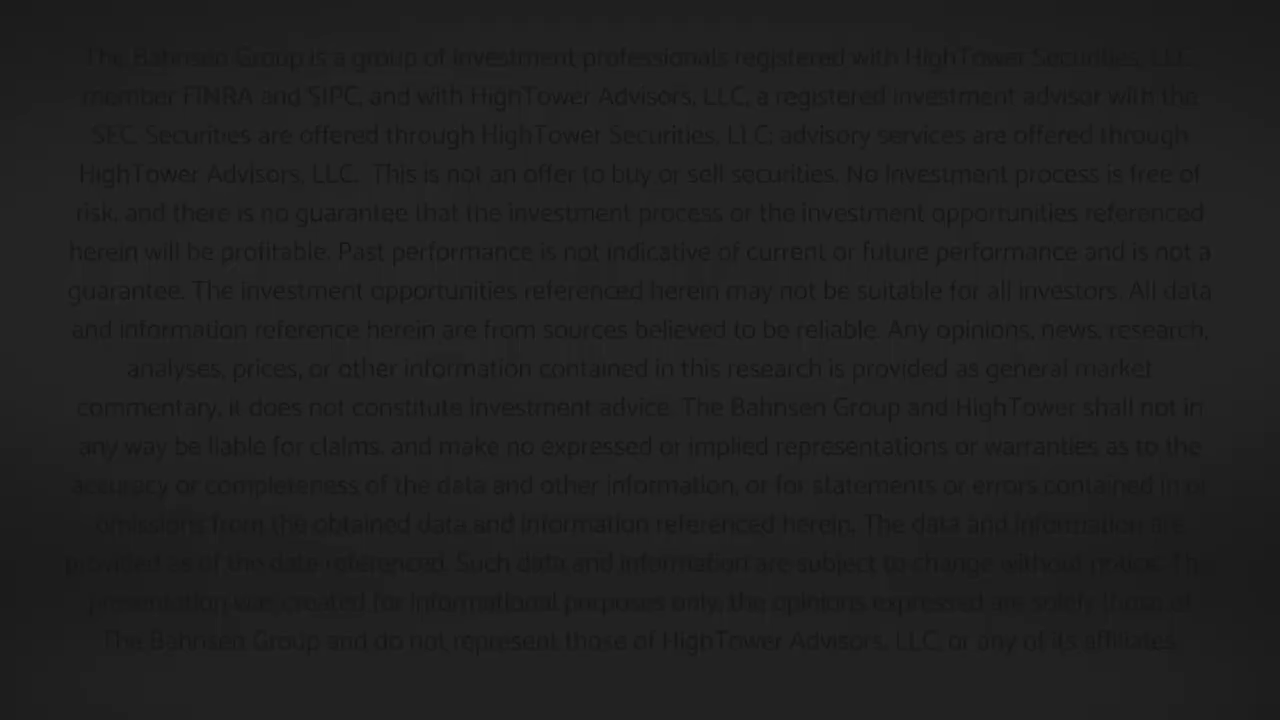 The Bahnsen Group is a group of investment professionals registered with HighTower Securities, LLC,
member FINRA and SIPC, and with HighTower Advisors, LLC, a registered investment advisor with the
SEC. Securities are offered through HighTower Securities, LLC; advisory services are offered through
HighTower Advisors, LLC. This is not an offer to buy or sell securities. No investment process is free of
risk, and there is no guarantee that the investment process or the investment opportunities referenced
herein will be profitable. Past performance is not indicative of current or future performance and is not a
guarantee. The investment opportunities referenced herein may not be suitable for all investors. All data
and information reference herein are from sources believed to be reliable. Any opinions, news, research,
analyses, prices, or other information contained in this research is provided as general market
commentary, it does not constitute investment advice. The Bahnsen Group and HighTower shall not in
any way be liable for claims, and make no expressed or implied representations or warranties as to the
accuracy or completeness of the data and other information, or for statements or errors contained in or
omissions from the obtained data and information referenced herein. The data and information are
provided as of the date referenced. Such data and information are subject to change without notice. The
presentation was created for informational purposes only; the opinions expressed are solely those of
The Bahnsen Group and do not represent those of HighTower Advisors, LLC, or any of its affiliates.